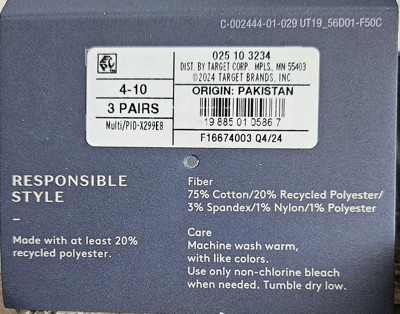 C-002444-01-029 UT19_56D01-F50C
025 10 3234
DIST. BY TARGET CORP. MPLS, MN 55403
©2024 TARGET BRANDS, INC.
4-10
ORIGIN: PAKISTAN
3 PAIRS
19 885 01 0586 7
Multi/PID-X299E8
F16674003 Q4/24
RESPONSIBLE
STYLE
–
Made with at least 20%
recycled polyester.
Fiber
75% Cotton/20% Recycled Polyester/
3% Spandex/1% Nylon/1% Polyester
Care
Machine wash warm,
with like colors.
Use only non-chlorine bleach
when needed. Tumble dry low.